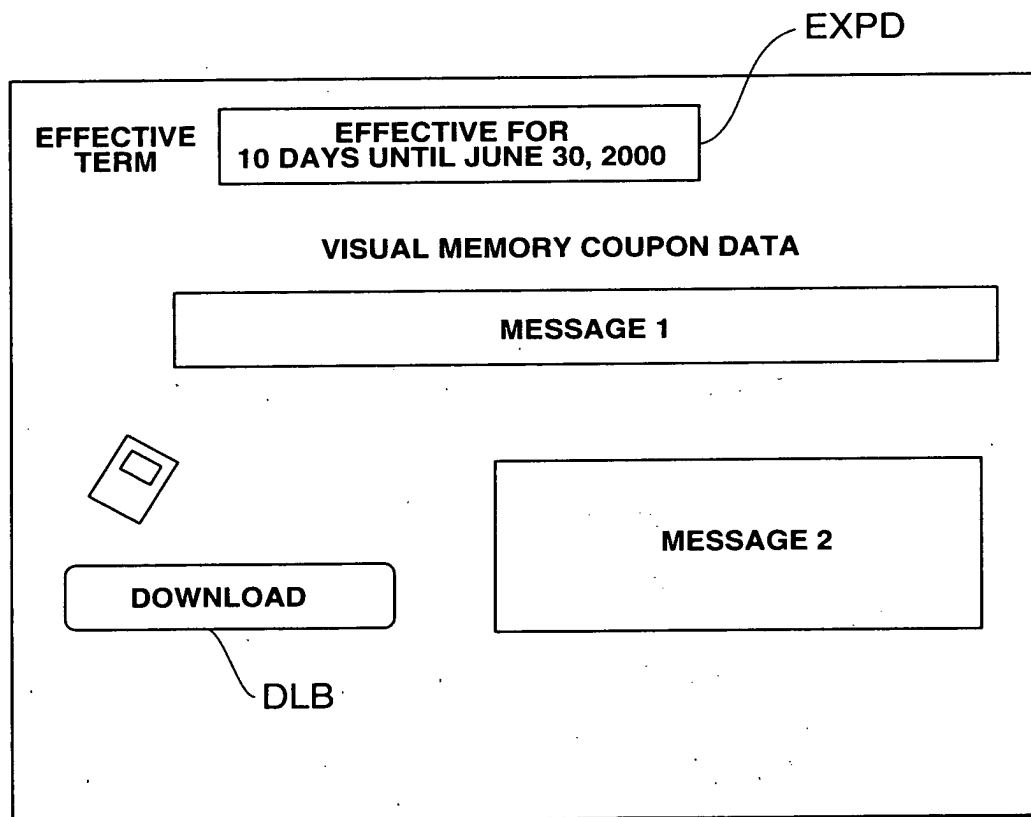 EXPD
EFFECTIVE
TERM
EFFECTIVE FOR
10 DAYS UNTIL JUNE 30, 2000
VISUAL MEMORY COUPON DATA
MESSAGE 1
MESSAGE 2
DOWNLOAD
DLB